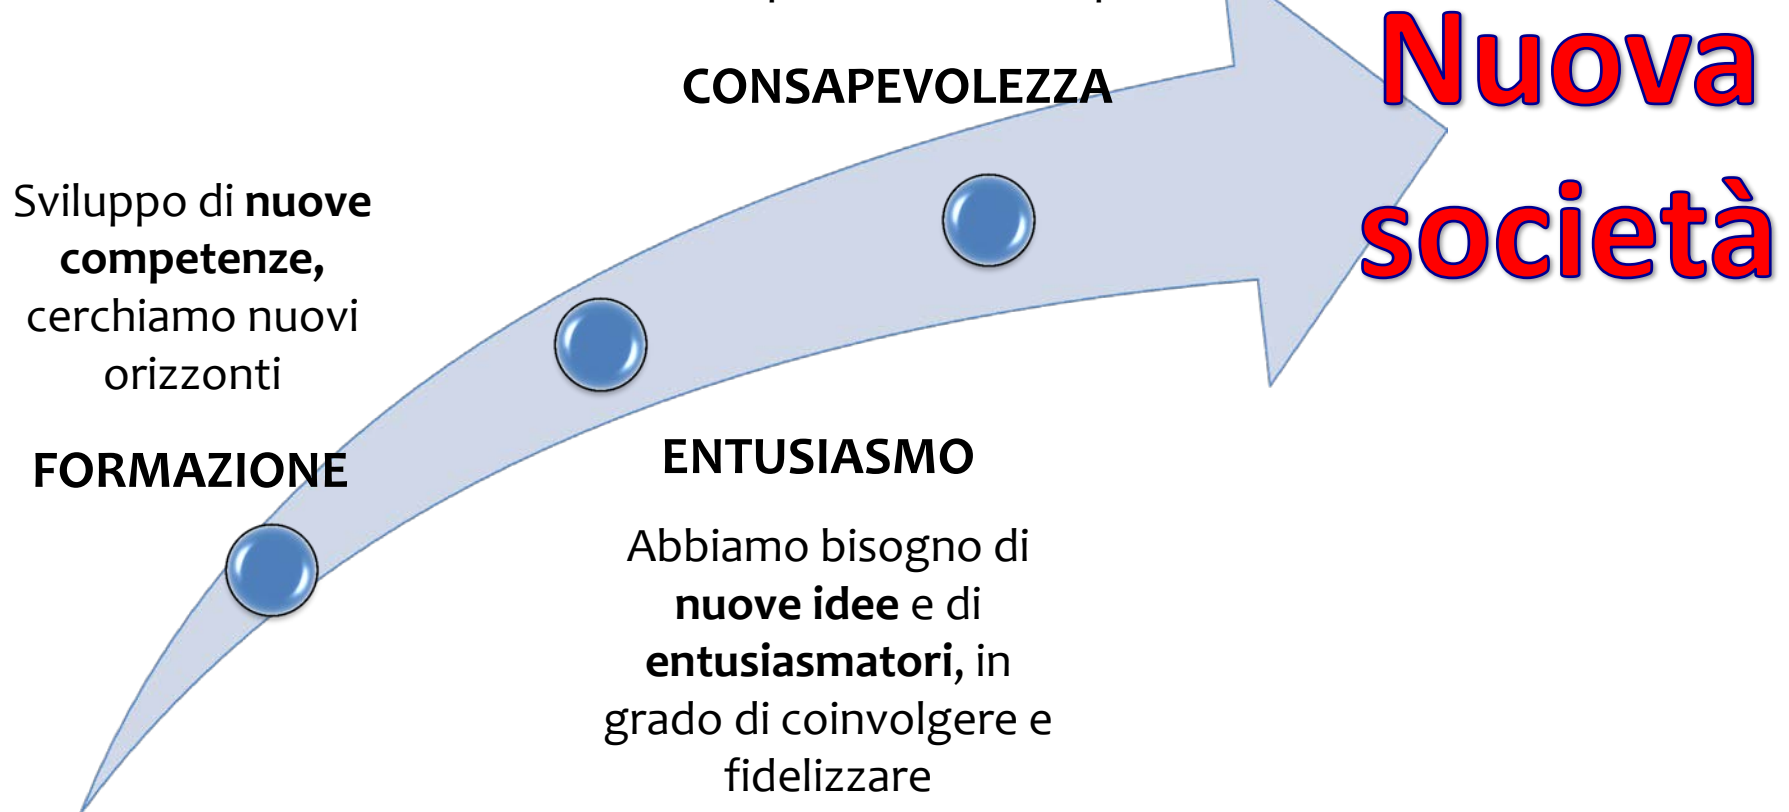 CONSAPEVOLEZZA
Nuova
società
Sviluppo di nuove
competenze,
cerchiamo nuovi
orizzonti
FORMAZIONE
ENTUSIASMO
Abbiamo bisogno di
nuove idee e di
entusiasmatori, in
grado di coinvolgere e
fidelizzare